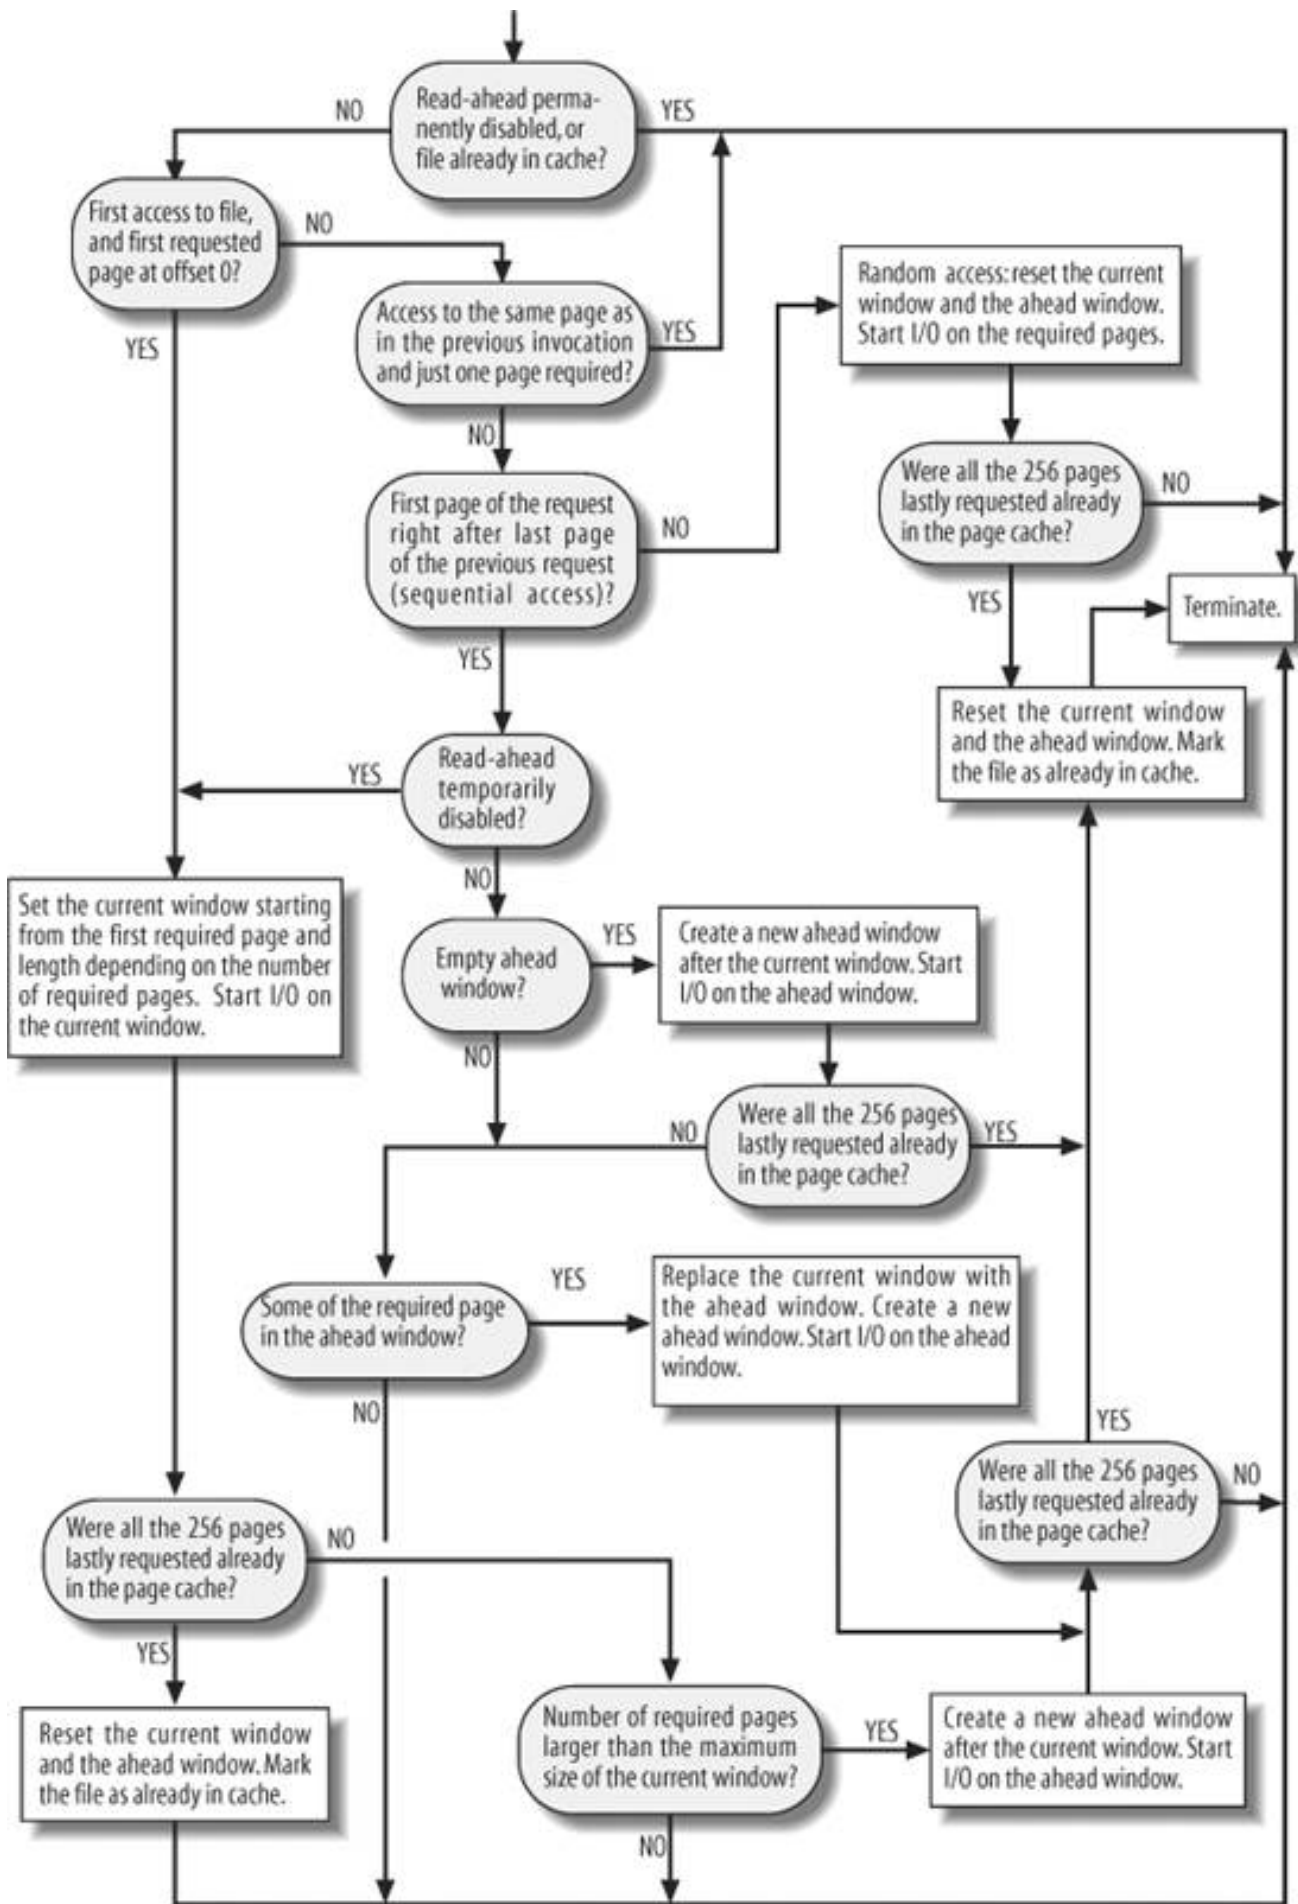 Read-ahead perma-
nently disabled, or
file already in cache?
NO
YES
First access to file,
and first requested
page at offset 0?
NO
YES
Access to the same page as
in the previous invocation
and just one page required?
YES
NO
Random access: reset the current
window and the ahead window.
Start I/O on the required pages.
First page of the request
right after last page
of the previous request
(sequential access)?
NO
YES
Were all the 256 pages
lastly requested already
in the page cache?
NO
YES
Terminate.
Reset the current window
and the ahead window. Mark
the file as already in cache.
Read-ahead
temporarily
disabled?
YES
NO
Set the current window starting
from the first required page and
length depending on the number
of required pages. Start I/O on
the current window.
Empty ahead
window?
YES
NO
Create a new ahead window
after the current window. Start
I/O on the ahead window.
Were all the 256 pages
lastly requested already
in the page cache?
NO
YES
Some of the required page
in the ahead window?
YES
NO
Replace the current window with
the ahead window. Create a new
ahead window. Start I/O on the ahead
window.
Were all the 256 pages
lastly requested already
in the page cache?
YES
NO
Were all the 256 pages
lastly requested already
in the page cache?
NO
YES
Reset the current window
and the ahead window. Mark
the file as already in cache.
Number of required pages
larger than the maximum
size of the current window?
YES
NO
Create a new ahead window
after the current window. Start
I/O on the ahead window.